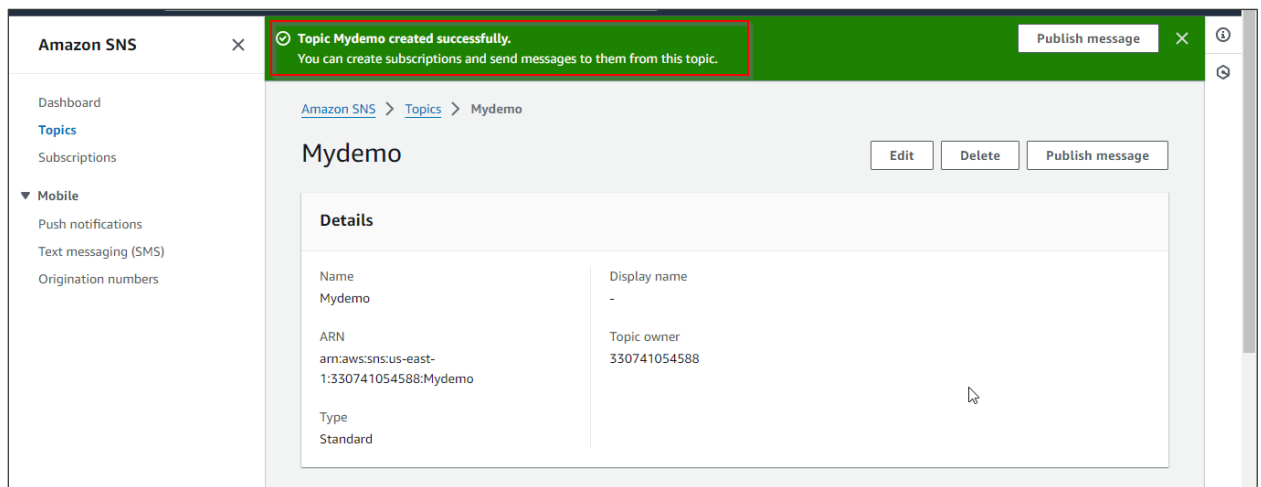 Amazon SNS
Topic Mydemo created successfully.
You can create subscriptions and send messages to them from this topic.
Publish message
Dashboard
Topics
Subscriptions
Mobile
Push notifications
Text messaging (SMS)
Origination numbers
Amazon SNS > Topics > Mydemo
Mydemo
Edit
Delete
Publish message
Details
Name
Mydemo
ARN
arn:aws:sns:us-east-
1:330741054588:Mydemo
Type
Standard
Display name
-
Topic owner
330741054588